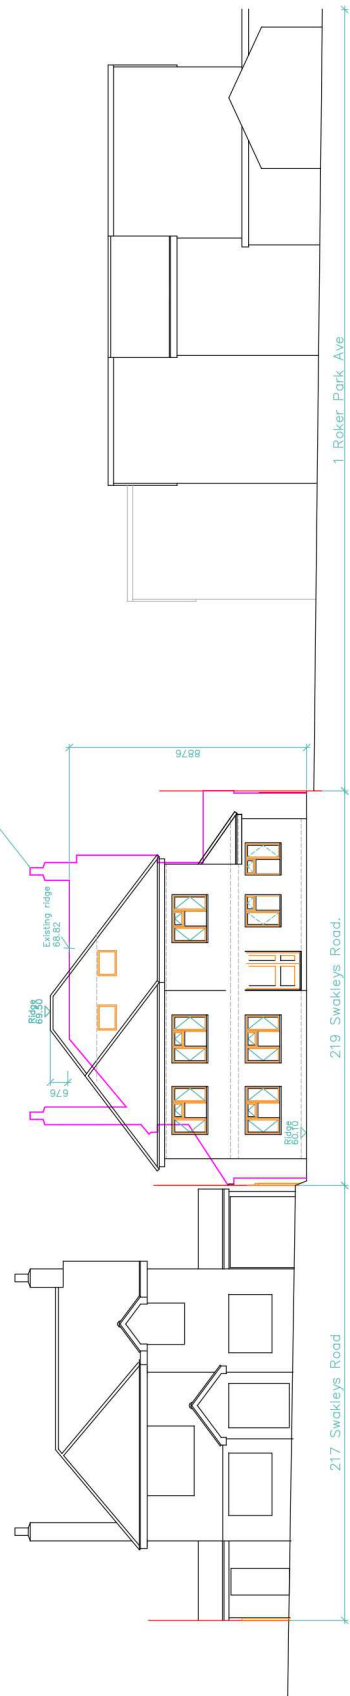 Existing ridge
68.82
Ridge
69.50
676
8876
Ridge
60.10
217 Swakleys Road
219 Swakleys Road.
1 Roker Park Ave